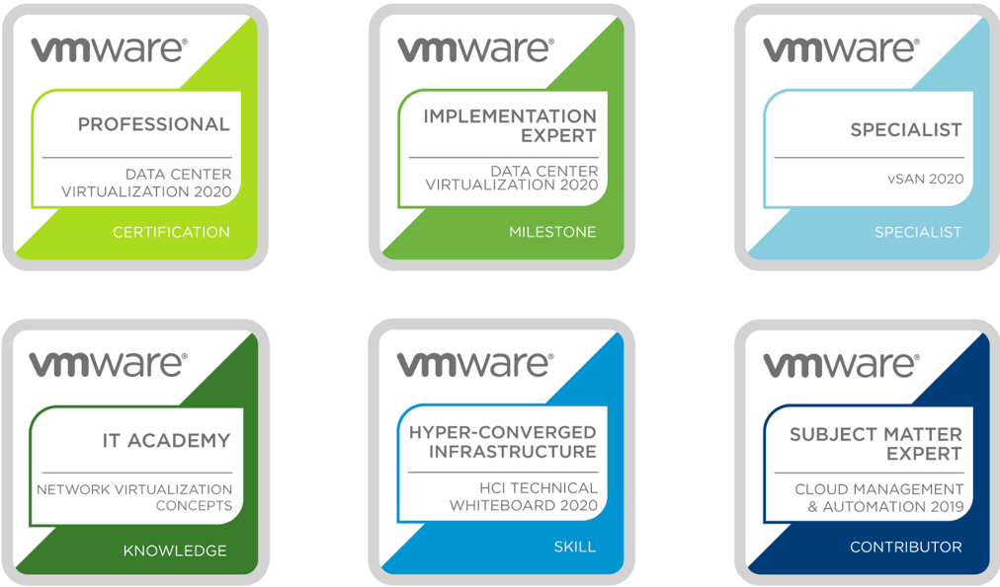 vmware®
PROFESSIONAL
DATA CENTER
VIRTUALIZATION 2020
CERTIFICATION
vmware®
IMPLEMENTATION
EXPERT
DATA CENTER
VIRTUALIZATION 2020
MILESTONE
vmware®
SPECIALIST
vSAN 2020
SPECIALIST
vmware®
IT ACADEMY
NETWORK VIRTUALIZATION
CONCEPTS
KNOWLEDGE
vmware®
HYPER-CONVERGED
INFRASTRUCTURE
HCI TECHNICAL
WHITEBOARD 2020
SKILL
vmware®
SUBJECT MATTER
EXPERT
CLOUD MANAGEMENT
& AUTOMATION 2019
CONTRIBUTOR